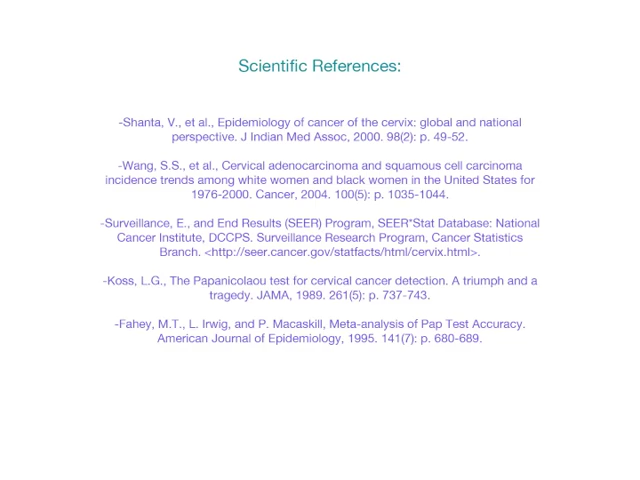 Scientific References:
-Shanta, V., et al., Epidemiology of cancer of the cervix: global and national
perspective. J Indian Med Assoc, 2000. 98(2): p. 49-52.
-Wang, S.S., et al., Cervical adenocarcinoma and squamous cell carcinoma
incidence trends among white women and black women in the United States for
1976-2000. Cancer, 2004. 100(5): p. 1035-1044.
-Surveillance, E., and End Results (SEER) Program, SEER*Stat Database: National
Cancer Institute, DCCPS. Surveillance Research Program, Cancer Statistics
Branch. <http://seer.cancer.gov/statfacts/html/cervix.html>.
-Koss, L.G., The Papanicolaou test for cervical cancer detection. A triumph and a
tragedy. JAMA, 1989. 261(5): p. 737-743.
-Fahey, M.T., L. Irwig, and P. Macaskill, Meta-analysis of Pap Test Accuracy.
American Journal of Epidemiology, 1995. 141(7): p. 680-689.